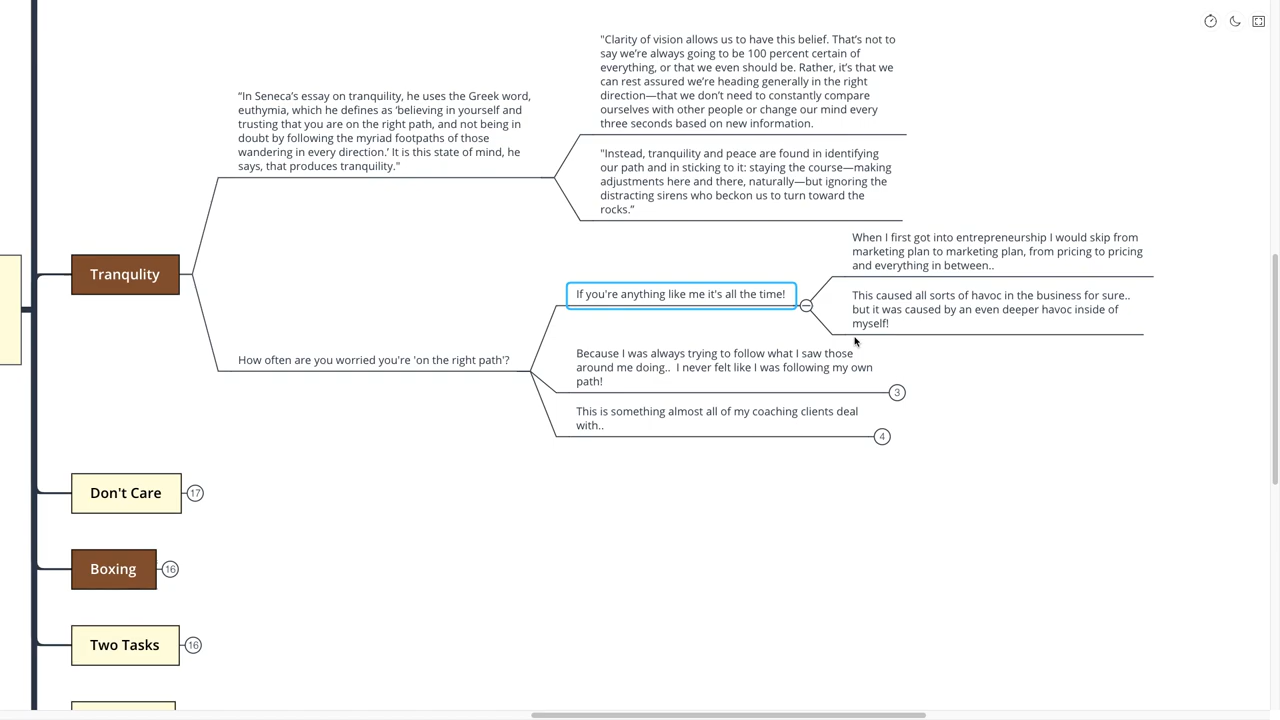 "Clarity of vision allows us to have this belief. That's not to
say we're always going to be 100 percent certain of
everything, or that we even should be. Rather, it's that we
can rest assured we're heading generally in the right
direction—that we don't need to constantly compare
ourselves with other people or change our mind every
three seconds based on new information.
"In Seneca's essay on tranquility, he uses the Greek word,
euthymia, which he defines as 'believing in yourself and
trusting that you are on the right path, and not being in
doubt by following the myriad footpaths of those
wandering in every direction.' It is this state of mind, he
says, that produces tranquility."
"Instead, tranquility and peace are found in identifying
our path and in sticking to it: staying the course—making
adjustments here and there, naturally—but ignoring the
distracting sirens who beckon us to turn toward the
rocks."
Tranqulity
When I first got into entrepreneurship I would skip from
marketing plan to marketing plan, from pricing to pricing
and everything in between..
If you're anything like me it's all the time!
This caused all sorts of havoc in the business for sure..
but it was caused by an even deeper havoc inside of
myself!
How often are you worried you're 'on the right path'?
Because I was always trying to follow what I saw those
around me doing..  I never felt like I was following my own
path!
3
This is something almost all of my coaching clients deal
with..
4
Don't Care
17
Boxing
16
Two Tasks
16